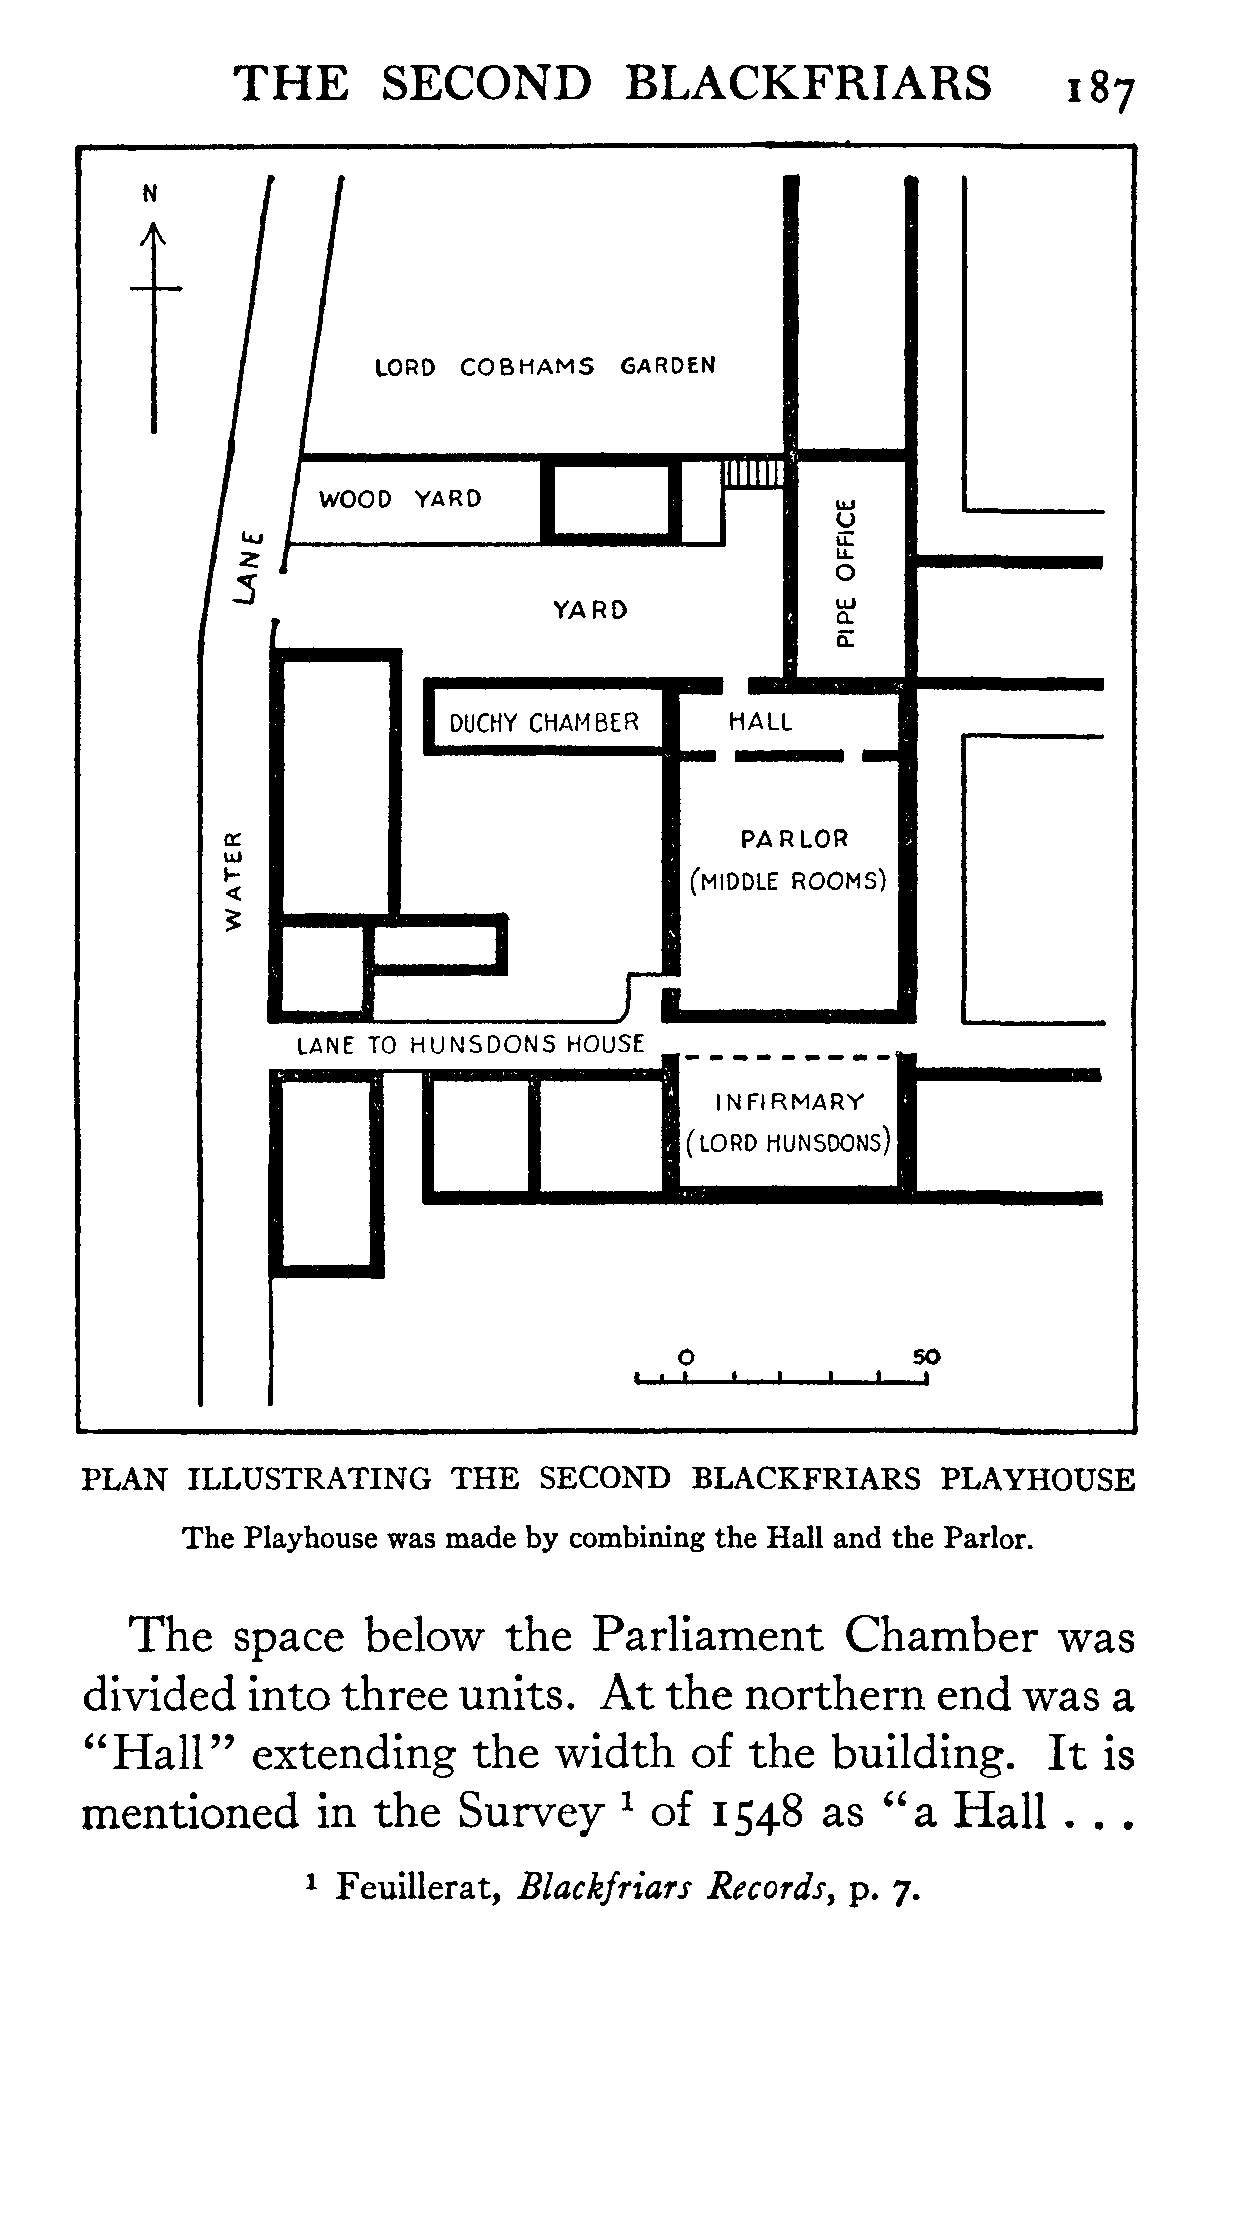 THE SECOND BLACKFRIARS 187
N
LORD COBHAMS GARDEN
WOOD YARD
LANE
PIPE OFFICE
YARD
DUCHY CHAMBER
HALL
WATER
PARLOR
(MIDDLE ROOMS)
LANE TO HUNSDONS HOUSE
INFIRMARY
(LORD HUNSDONS)
0 50
PLAN ILLUSTRATING THE SECOND BLACKFRIARS PLAYHOUSE
The Playhouse was made by combining the Hall and the Parlor.
The space below the Parliament Chamber was
divided into three units. At the northern end was a
“Hall” extending the width of the building. It is
mentioned in the Survey ¹ of 1548 as “a Hall . . .
¹ Feuillerat, Blackfriars Records, p. 7.